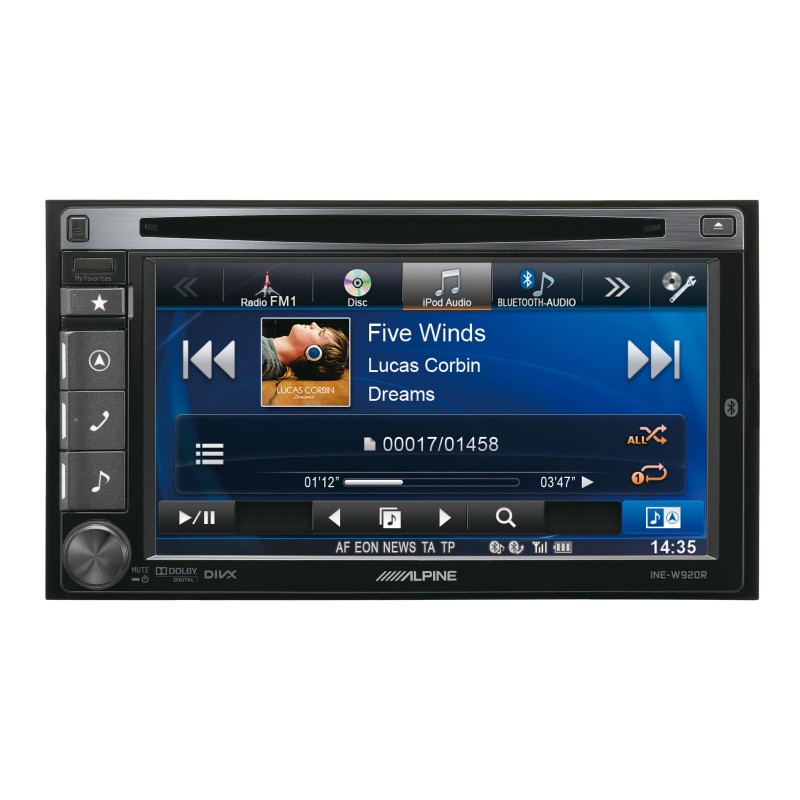 My Favorites
Radio FM1
Disc
iPod Audio
BLUETOOTH-AUDIO
Five Winds
Lucas Corbin
Dreams
LUCAS CORBIN
Dreams
00017/01458
ALL
01'12"
03'47"
1
AF EON NEWS TA TP
14:35
MUTE
DOLBY
DIGITAL
DIVX
ALPINE
INE-W920R